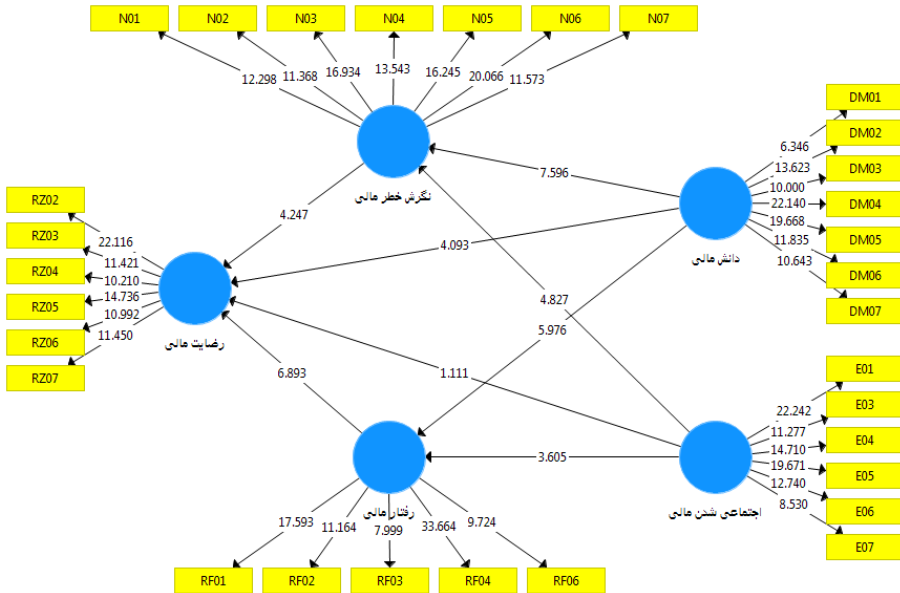 N01 N02 N03 N04 N05 N06 N07
12.298 11.368 16.934 13.543 16.245 20.066 11.573
نگرش خطر مالی
DM01
DM02
DM03
DM04
DM05
DM06
DM07
6.346
13.623
10.000
22.140
19.668
11.835
10.643
دانش مالی
7.596
4.247
4.093
4.827
5.976
RZ02
RZ03
RZ04
RZ05
RZ06
RZ07
22.116
11.421
10.210
14.736
10.992
11.450
رضایت مالی
6.893
1.111
3.605
E01
E03
E04
E05
E06
E07
22.242
11.277
14.710
19.671
12.740
8.530
اجتماعی شدن مالی
رفتار مالی
17.593 11.164 7.999 33.664 9.724
RF01 RF02 RF03 RF04 RF06